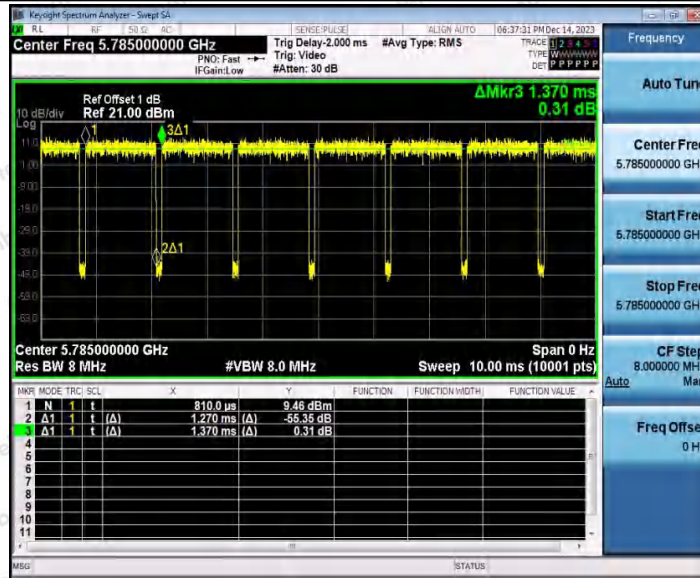 Keysight Spectrum Analyzer - Swept SA
RL RF 50 Ω AC SENSE:PULSE ALIGN AUTO 06:37:31 PM Dec 14, 2023
Center Freq 5.785000000 GHz
PNO: Fast
IFGain:Low
Trig Delay-2.000 ms
Trig: Video
#Atten: 30 dB
#Avg Type: RMS
TRACE 1 2 3 4 5 6
TYPE W
DET P P P P P P
ΔMkr3 1.370 ms
0.31 dB
Ref Offset 1 dB
10 dB/div Ref 21.00 dBm
Log
11.0
1.00
-9.00
-19.0
-29.0
-39.0
-49.0
-59.0
-69.0
1
3Δ1
2Δ1
Center 5.785000000 GHz Span 0 Hz
Res BW 8 MHz #VBW 8.0 MHz Sweep 10.00 ms (10001 pts)
MKR MODE TRC SCL X Y FUNCTION FUNCTION WIDTH FUNCTION VALUE
1 N 1 t 810.0 µs 9.46 dBm
2 Δ1 1 t (Δ) 1.270 ms (Δ) -55.35 dB
3 Δ1 1 t (Δ) 1.370 ms (Δ) 0.31 dB
4
5
6
7
8
9
10
11
MSG STATUS
Frequency
Auto Tun
Center Fre
5.785000000 GH
Start Fre
5.785000000 GH
Stop Fre
5.785000000 GH
CF Step
8.000000 MH
Auto Ma
Freq Offse
0 H